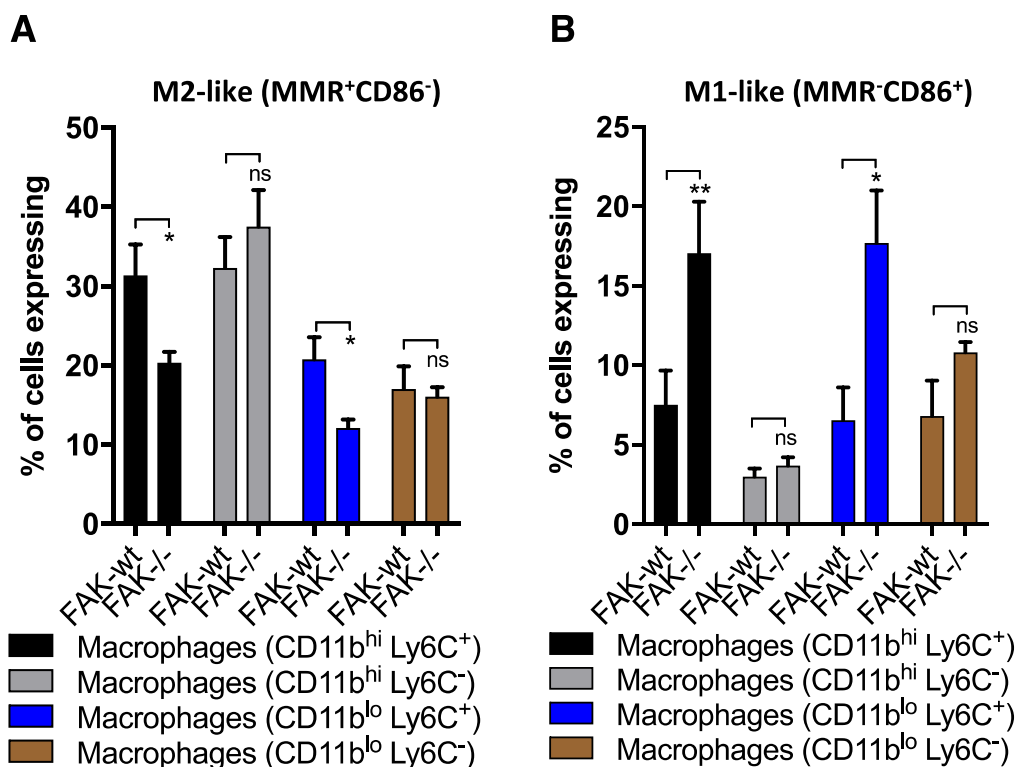 A
M2-like (MMR⁺CD86⁻)
% of cells expressing
50
40
30
20
10
0
*
ns
*
ns
FAK-wt
FAK-/-
FAK-wt
FAK-/-
FAK-wt
FAK-/-
FAK-wt
FAK-/-
Macrophages (CD11bʰⁱ Ly6C⁺)
Macrophages (CD11bʰⁱ Ly6C⁻)
Macrophages (CD11bˡᵒ Ly6C⁺)
Macrophages (CD11bˡᵒ Ly6C⁻)
B
M1-like (MMR⁻CD86⁺)
% of cells expressing
25
20
15
10
5
0
**
ns
*
ns
FAK-wt
FAK-/-
FAK-wt
FAK-/-
FAK-wt
FAK-/-
FAK-wt
FAK-/-
Macrophages (CD11bʰⁱ Ly6C⁺)
Macrophages (CD11bʰⁱ Ly6C⁻)
Macrophages (CD11bˡᵒ Ly6C⁺)
Macrophages (CD11bˡᵒ Ly6C⁻)